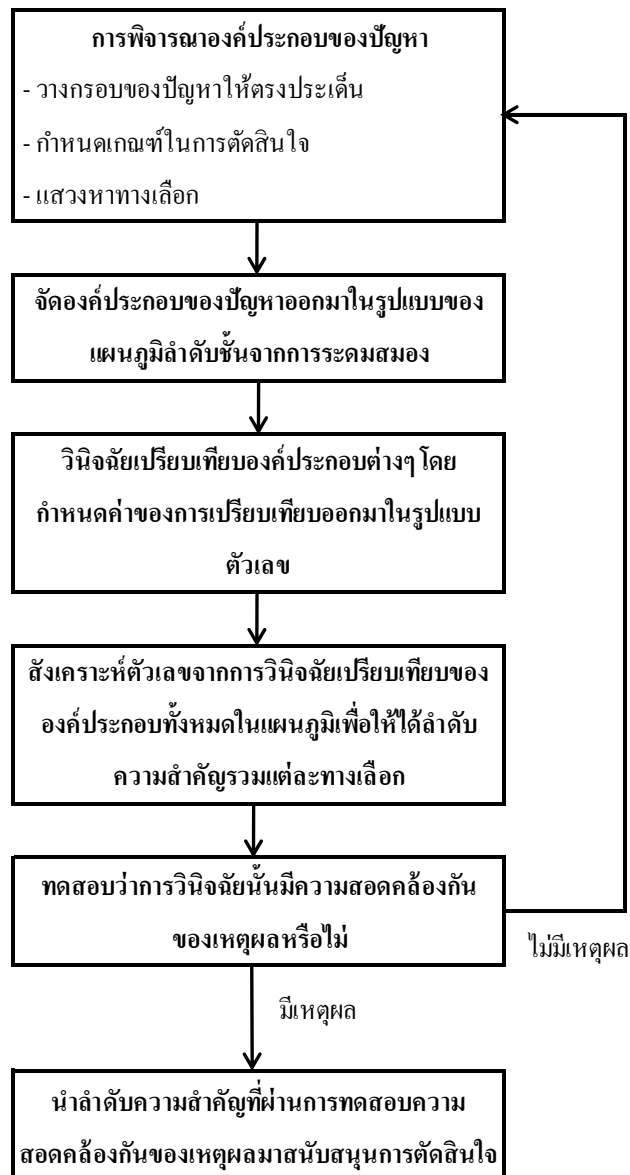 การพิจารณาองค์ประกอบของปัญหา
- วางกรอบของปัญหาให้ตรงประเด็น
- กำหนดเกณฑ์ในการตัดสินใจ
- แสวงหาทางเลือก
จัดองค์ประกอบของปัญหาออกมาในรูปแบบของ
แผนภูมิลำดับชั้นจากการระดมสมอง
วินิจฉัยเปรียบเทียบองค์ประกอบต่างๆ โดย
กำหนดค่าของการเปรียบเทียบออกมาในรูปแบบ
ตัวเลข
สังเคราะห์ตัวเลขจากการวินิจฉัยเปรียบเทียบของ
องค์ประกอบทั้งหมดในแผนภูมิเพื่อให้ได้ลำดับ
ความสำคัญรวมแต่ละทางเลือก
ทดสอบว่าการวินิจฉัยนั้นมีความสอดคล้องกัน
ของเหตุผลหรือไม่
ไม่มีเหตุผล
มีเหตุผล
นำลำดับความสำคัญที่ผ่านการทดสอบความ
สอดคล้องกันของเหตุผลมาสนับสนุนการตัดสินใจ